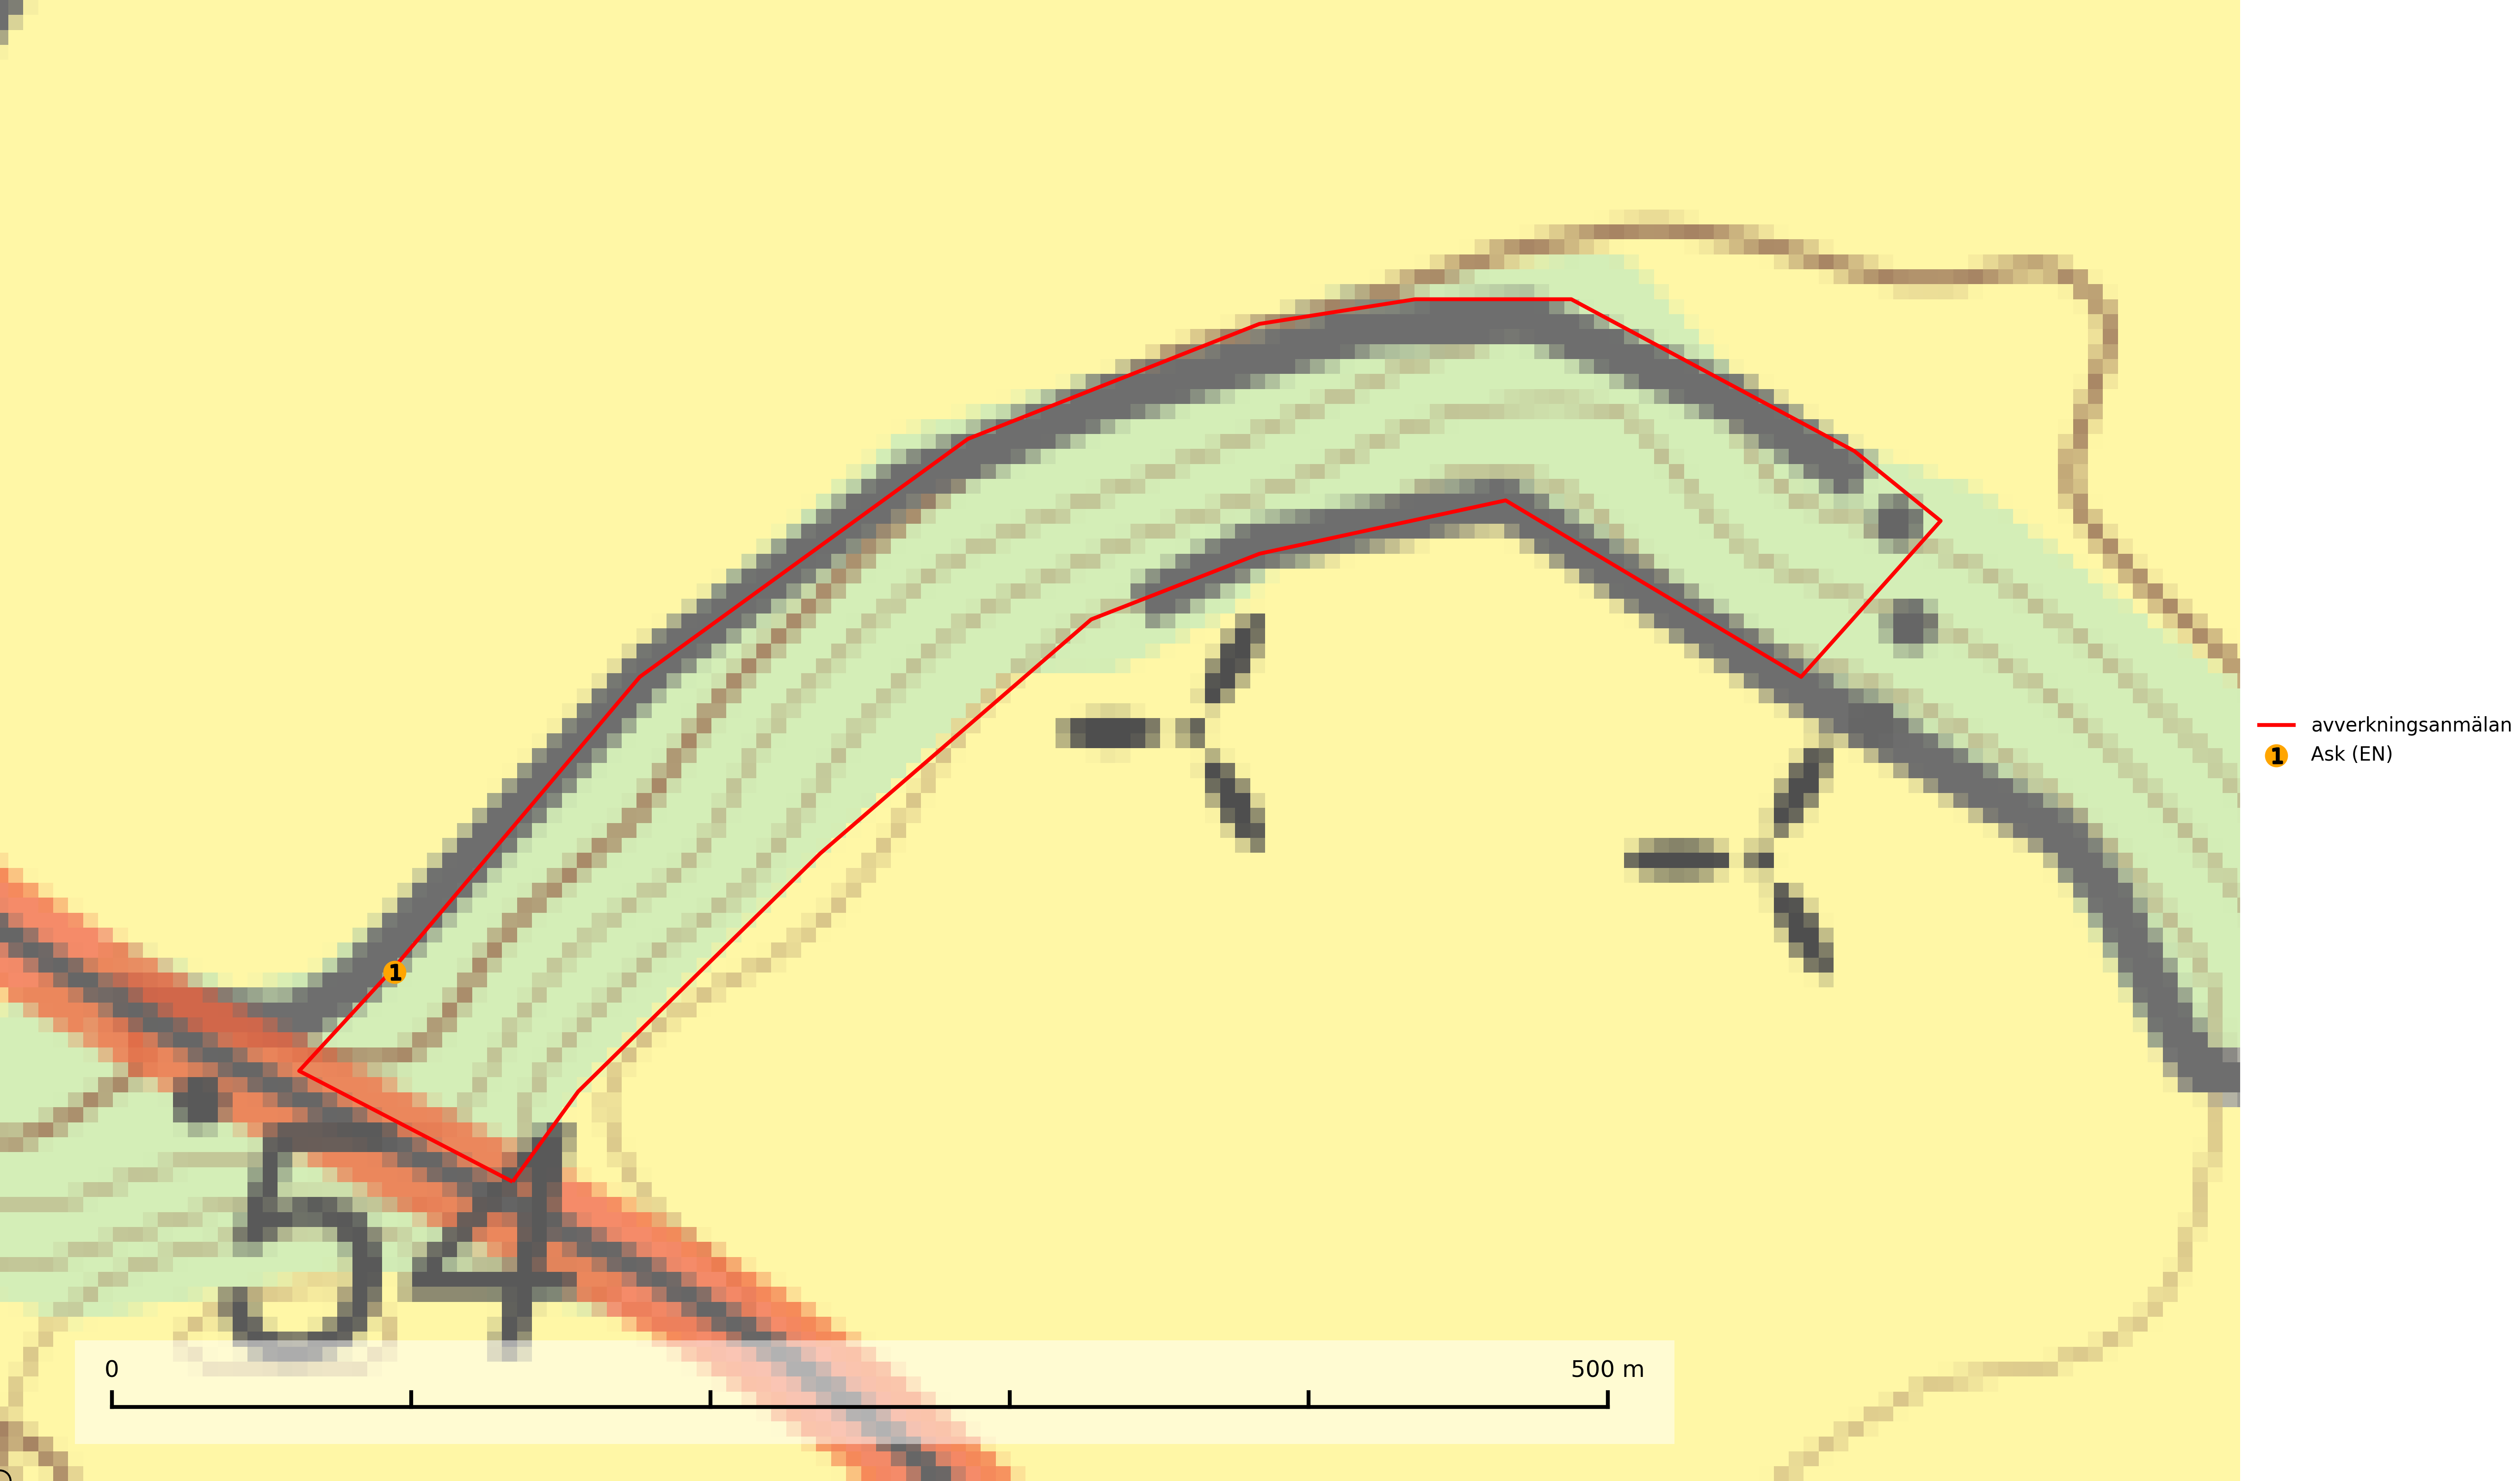 avverkningsanmälan
1 Ask (EN)
1
54
0 500 m